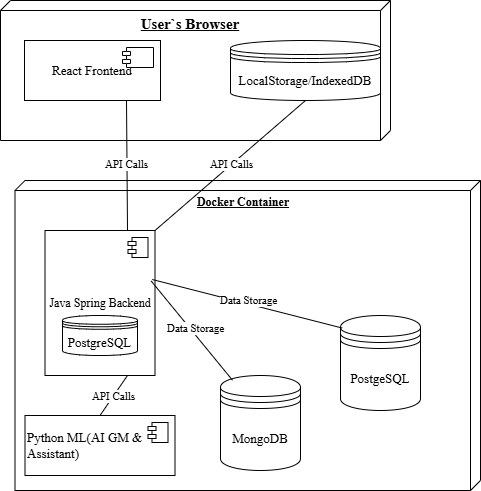 User`s Browser
React Frontend
LocalStorage/IndexedDB
API Calls
API Calls
Docker Container
Java Spring Backend
PostgreSQL
Data Storage
Data Storage
PostgeSQL
API Calls
MongoDB
Python ML(AI GM &
Assistant)